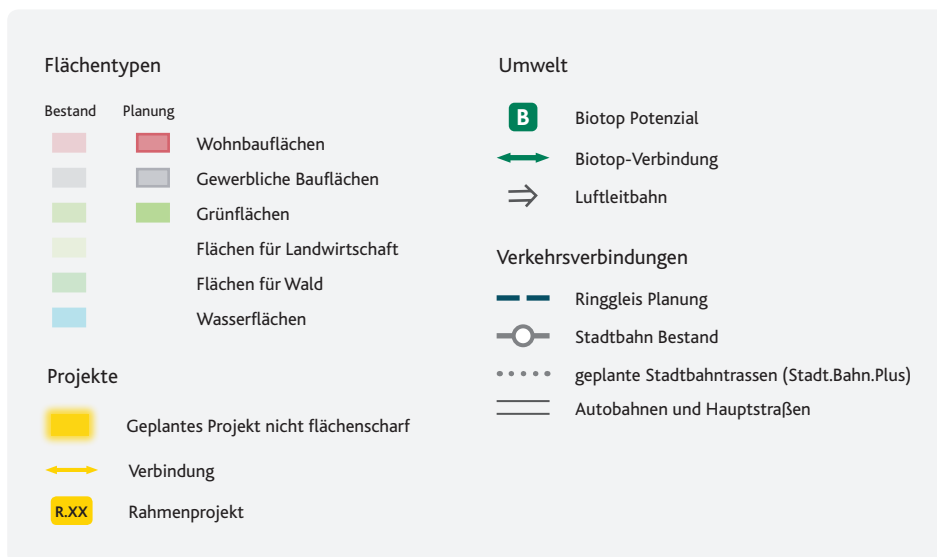 Flächentypen
Bestand Planung
Wohnbauflächen
Gewerbliche Bauflächen
Grünflächen
Flächen für Landwirtschaft
Flächen für Wald
Wasserflächen
Projekte
Geplantes Projekt nicht flächenscharf
Verbindung
R.XX Rahmenprojekt
Umwelt
B Biotop Potenzial
Biotop-Verbindung
Luftleitbahn
Verkehrsverbindungen
Ringgleis Planung
Stadtbahn Bestand
geplante Stadtbahntrassen (Stadt.Bahn.Plus)
Autobahnen und Hauptstraßen